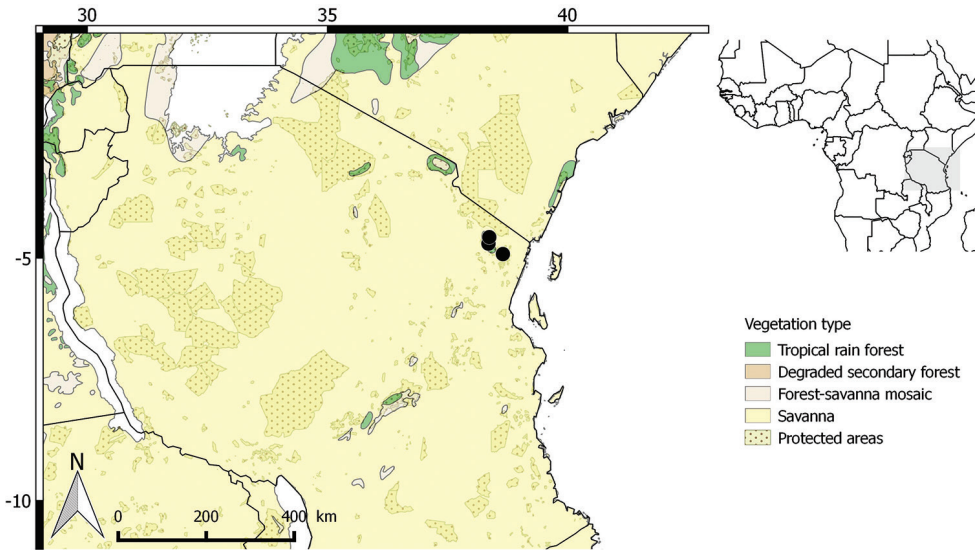 30 35 40
-5
-10
N
0 200 400 km
Vegetation type
Tropical rain forest
Degraded secondary forest
Forest-savanna mosaic
Savanna
Protected areas